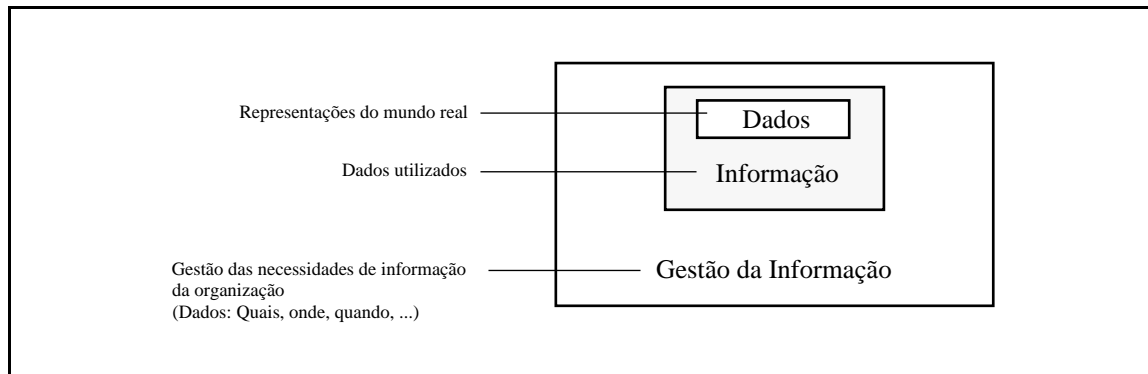 Representações do mundo real
Dados
Dados utilizados
Informação
Gestão das necessidades de informação
da organização
(Dados: Quais, onde, quando, ...)
Gestão da Informação